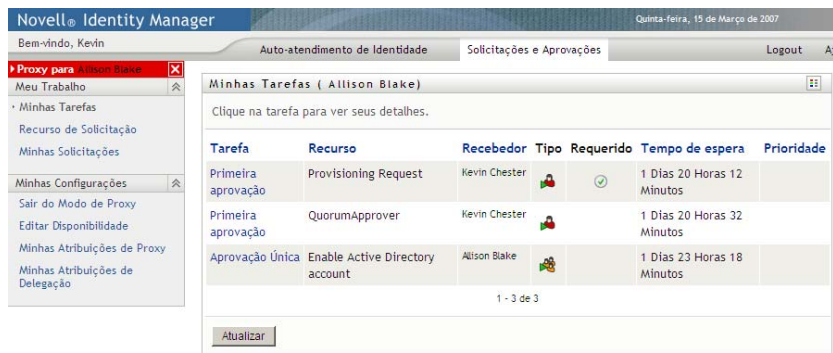 Novell® Identity Manager
Quinta-feira, 15 de Março de 2007
Bem-vindo, Kevin
Auto-atendimento de Identidade
Solicitações e Aprovações
Logout
Proxy para Allison Blake
Meu Trabalho
Minhas Tarefas
Recurso de Solicitação
Minhas Solicitações
Minhas Configurações
Sair do Modo de Proxy
Editar Disponibilidade
Minhas Atribuições de Proxy
Minhas Atribuições de
Delegação
Minhas Tarefas ( Allison Blake)
Clique na tarefa para ver seus detalhes.
Tarefa Recurso Recebedor Tipo Requerido Tempo de espera Prioridade
Primeira Provisioning Request Kevin Chester 1 Dias 20 Horas 12
aprovação Minutos
Primeira QuorumApprover Kevin Chester 1 Dias 20 Horas 32
aprovação Minutos
Aprovação Única Enable Active Directory Allison Blake 1 Dias 23 Horas 18
account Minutos
1 - 3 de 3
Atualizar